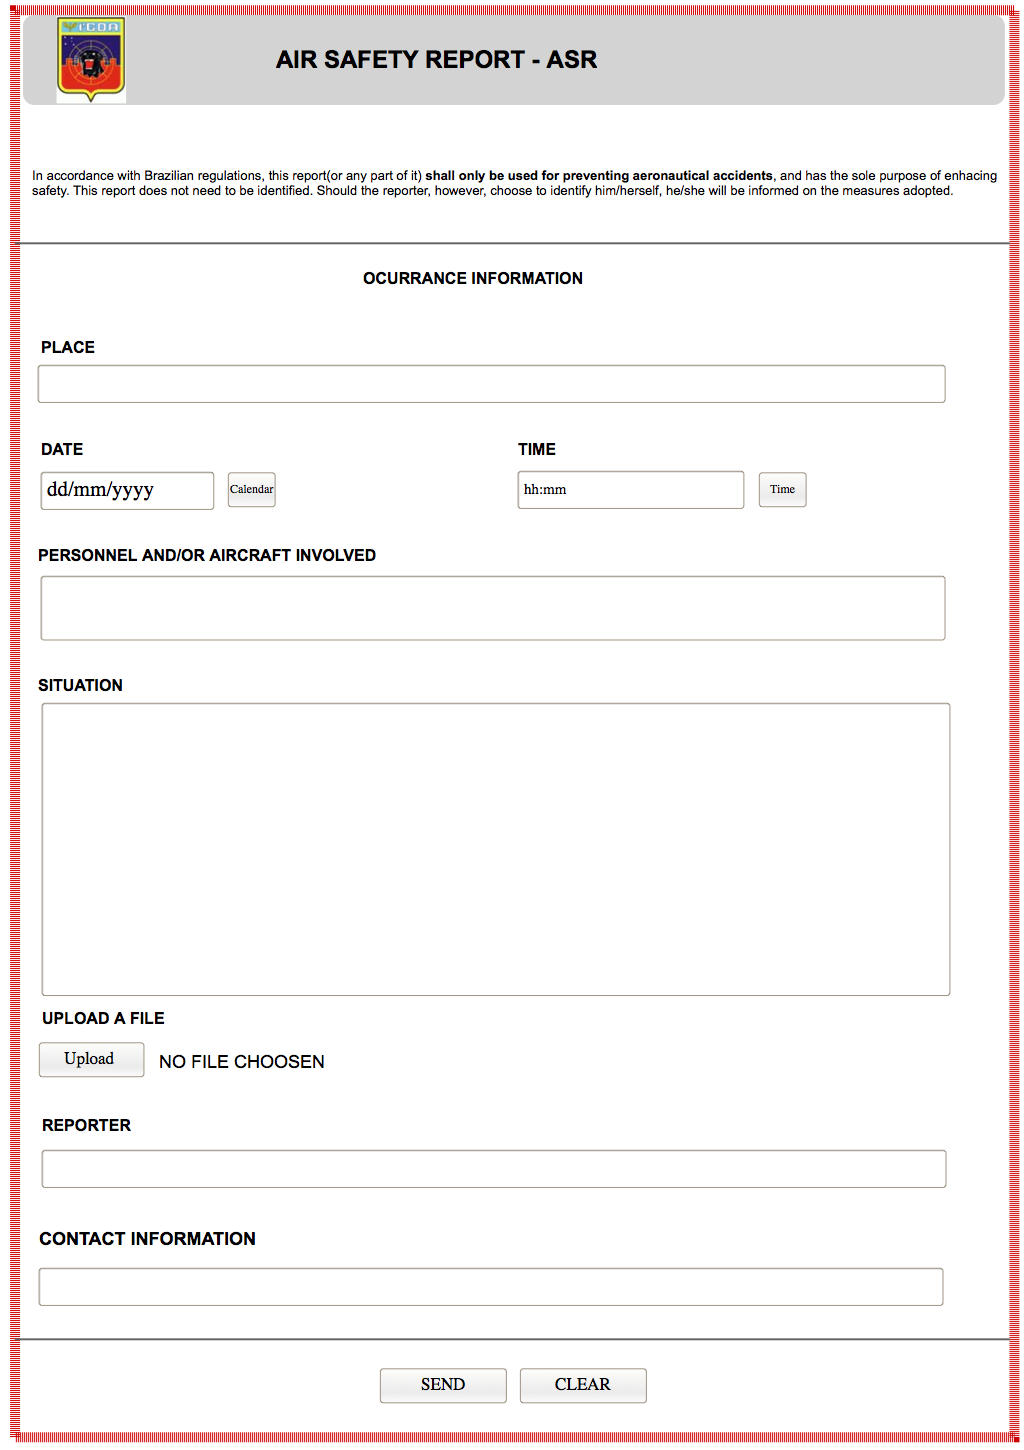 ICEA
AIR SAFETY REPORT - ASR
In accordance with Brazilian regulations, this report(or any part of it) shall only be used for preventing aeronautical accidents, and has the sole purpose of enhacing
safety. This report does not need to be identified. Should the reporter, however, choose to identify him/herself, he/she will be informed on the measures adopted.
OCURRANCE INFORMATION
PLACE
DATE
TIME
dd/mm/yyyy
Calendar
hh:mm
Time
PERSONNEL AND/OR AIRCRAFT INVOLVED
SITUATION
UPLOAD A FILE
Upload
NO FILE CHOOSEN
REPORTER
CONTACT INFORMATION
SEND
CLEAR